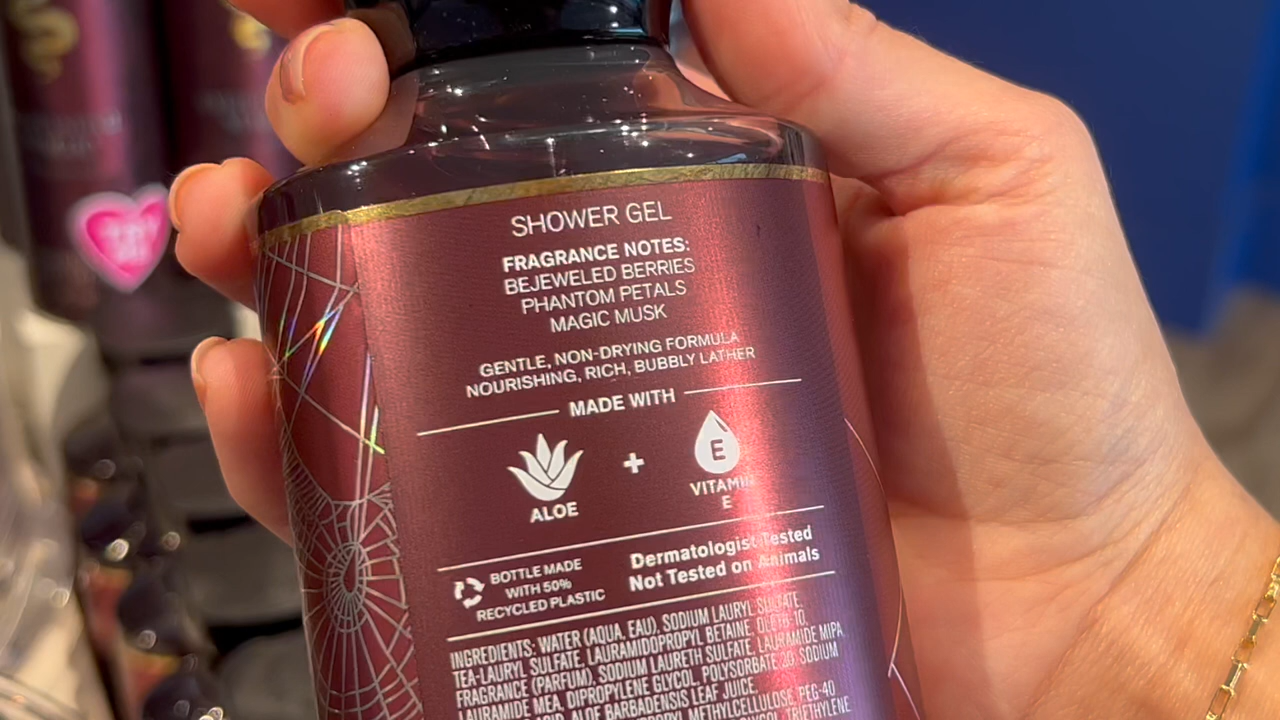 SHOWER GEL
FRAGRANCE NOTES:
BEJEWELED BERRIES
PHANTOM PETALS
MAGIC MUSK
GENTLE, NON-DRYING FORMULA
NOURISHING, RICH, BUBBLY LATHER
MADE WITH
E
ALOE
+
VITAMIN
E
BOTTLE MADE
WITH 50%
RECYCLED PLASTIC
Dermatologist Tested
Not Tested on Animals
INGREDIENTS: WATER (AQUA, EAU), SODIUM LAURYL SULFATE,
TEA-LAURYL SULFATE, LAURAMIDOPROPYL BETAINE, OLETH-10,
FRAGRANCE (PARFUM), SODIUM LAURETH SULFATE, LAURAMIDE MIPA,
LAURAMIDE MEA, DIPROPYLENE GLYCOL, POLYSORBATE 20, SODIUM
ACID, ALOE BARBADENSIS LEAF JUICE,
METHYLCELLULOSE, PEG-40